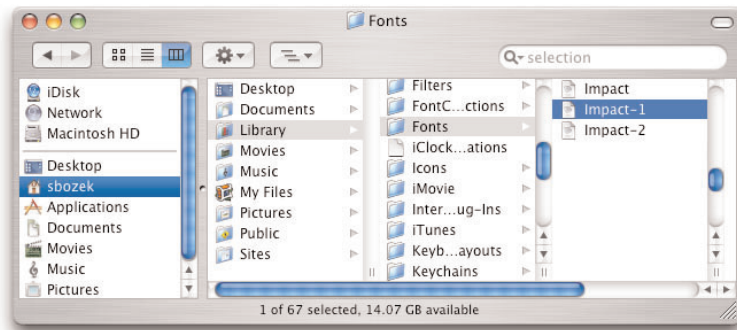 Fonts
selection
iDisk
Network
Macintosh HD
Desktop
sbozek
Applications
Documents
Movies
Music
Pictures
Desktop
Documents
Library
Movies
Music
My Files
Pictures
Public
Sites
Filters
FontC...ctions
Fonts
iClock...ations
Icons
iMovie
Inter...ug-Ins
iTunes
Keyb...ayouts
Keychains
Impact
Impact-1
Impact-2
1 of 67 selected, 14.07 GB available